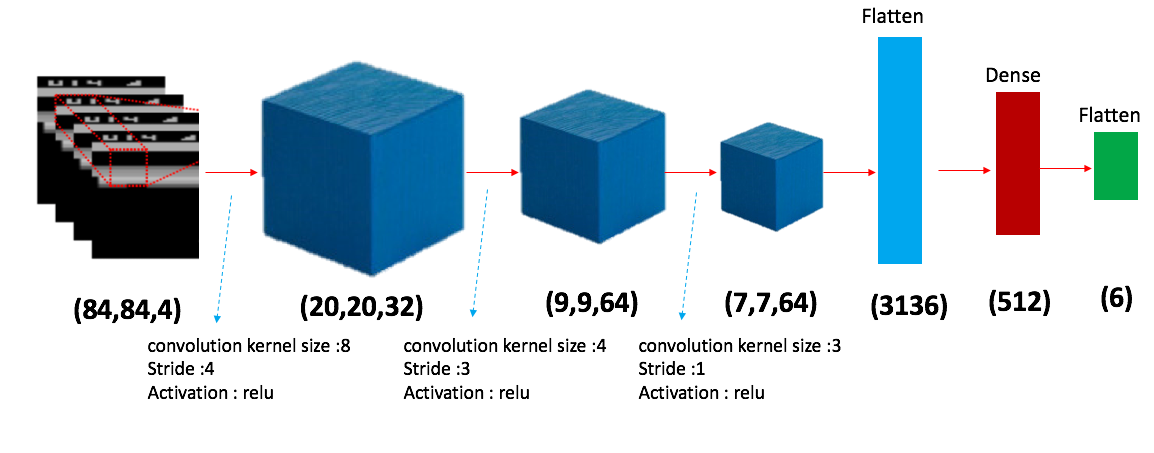 Flatten
Dense
Flatten
(84,84,4)
(20,20,32)
(9,9,64)
(7,7,64)
(3136)
(512)
(6)
convolution kernel size :8
Stride :4
Activation : relu
convolution kernel size :4
Stride :3
Activation : relu
convolution kernel size :3
Stride :1
Activation : relu